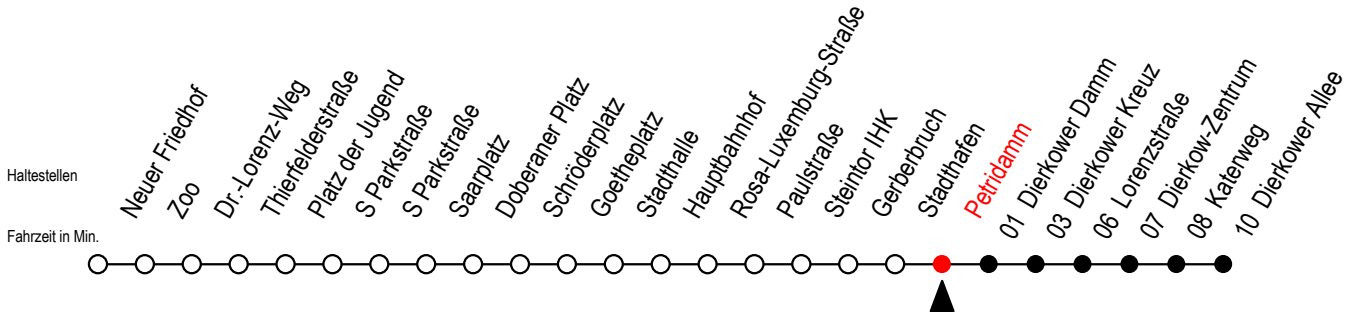 Haltestellen
Neuer Friedhof
Zoo
Dr.-Lorenz-Weg
Thierfelderstraße
Platz der Jugend
S Parkstraße
S Parkstraße
Saarplatz
Doberaner Platz
Schröderplatz
Goetheplatz
Stadthalle
Hauptbahnhof
Rosa-Luxemburg-Straße
Paulstraße
Steintor IHK
Gerberbruch
Stadthafen
Petridamm
01 Dierkower Damm
03 Dierkower Kreuz
06 Lorenzstraße
07 Dierkow-Zentrum
08 Katerweg
10 Dierkower Allee
Fahrzeit in Min.